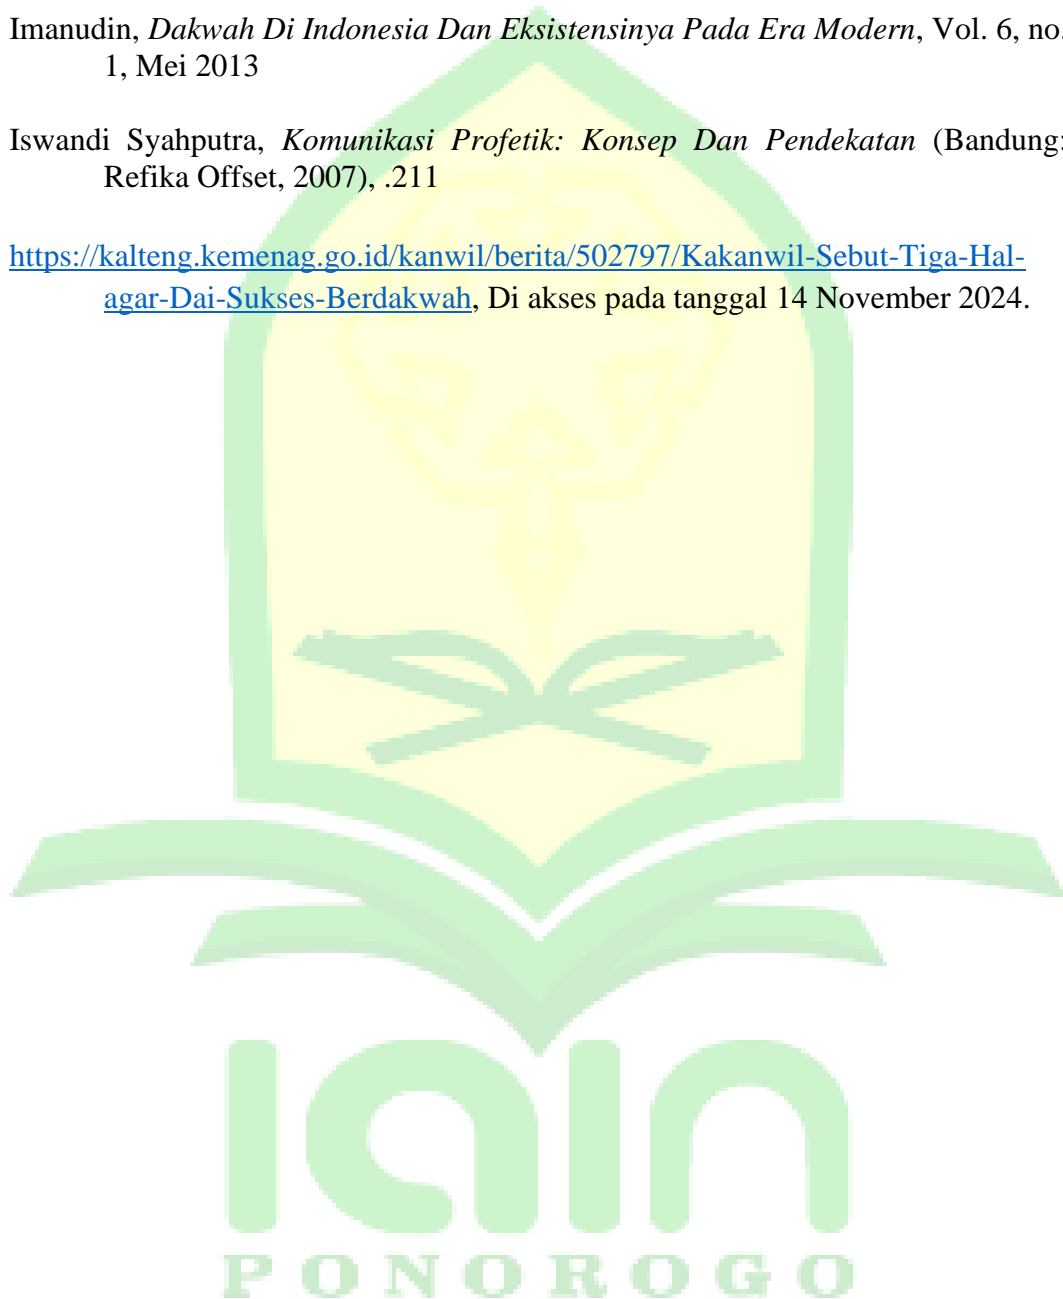 Imanudin, Dakwah Di Indonesia Dan Eksistensinya Pada Era Modern, Vol. 6, no.
1, Mei 2013
Iswandi Syahputra, Komunikasi Profetik: Konsep Dan Pendekatan (Bandung:
Refika Offset, 2007), .211
https://kalteng.kemenag.go.id/kanwil/berita/502797/Kakanwil-Sebut-Tiga-Hal-
agar-Dai-Sukses-Berdakwah, Di akses pada tanggal 14 November 2024.
iain
PONOROGO